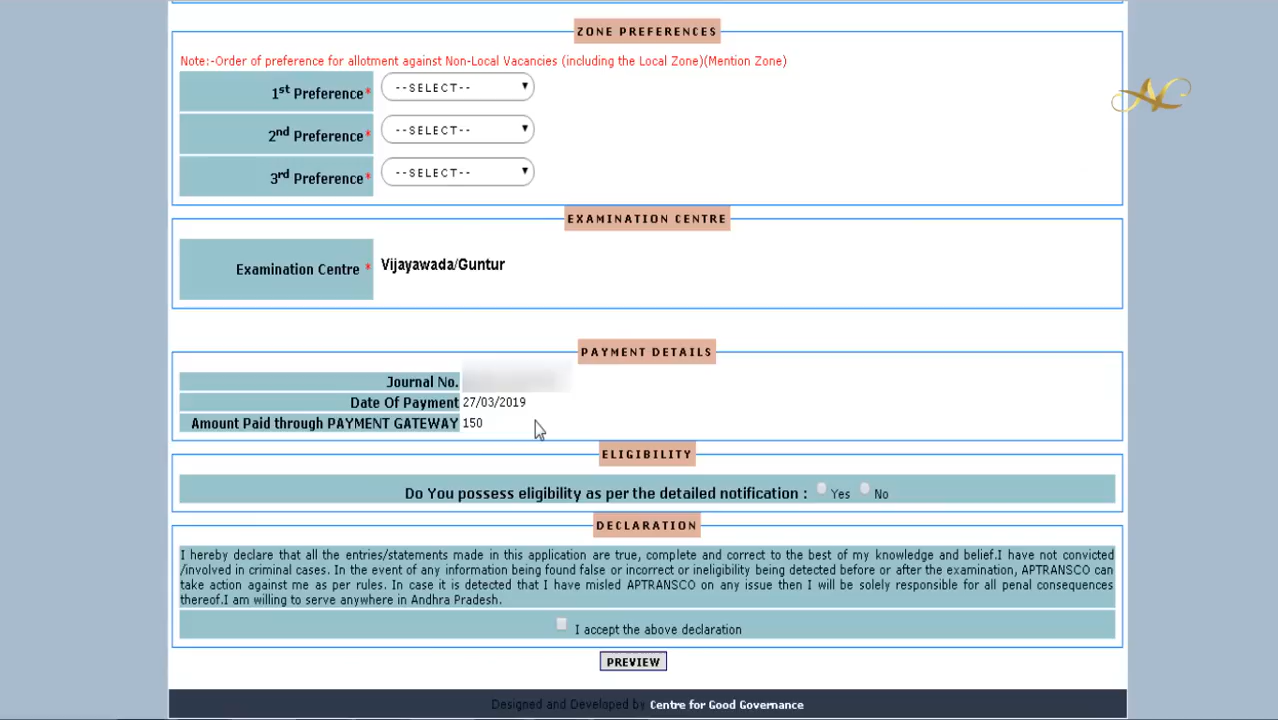 ZONE PREFERENCES
Note:-Order of preference for allotment against Non-Local Vacancies (including the Local Zone)(Mention Zone)
1st Preference* --SELECT--
2nd Preference* --SELECT--
3rd Preference* --SELECT--
EXAMINATION CENTRE
Examination Centre * Vijayawada/Guntur
PAYMENT DETAILS
Journal No.
Date Of Payment 27/03/2019
Amount Paid through PAYMENT GATEWAY 150
ELIGIBILITY
Do You possess eligibility as per the detailed notification : Yes No
DECLARATION
I hereby declare that all the entries/statements made in this application are true, complete and correct to the best of my knowledge and belief.I have not convicted
/involved in criminal cases. In the event of any information being found false or incorrect or ineligibility being detected before or after the examination, APTRANSCO can
take action against me as per rules. In case it is detected that I have misled APTRANSCO on any issue then I will be solely responsible for all penal consequences
thereof.I am willing to serve anywhere in Andhra Pradesh.
I accept the above declaration
PREVIEW
Designed and Developed by Centre for Good Governance